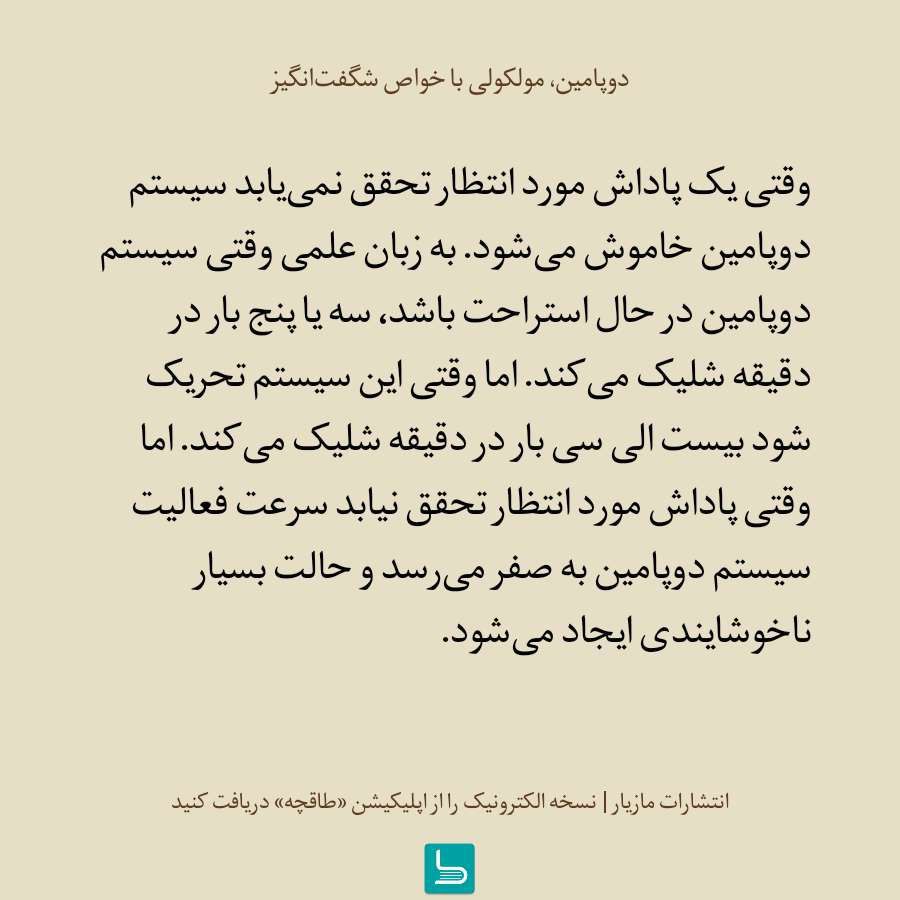 دوپامین، مولکولی با خواص شگفت‌انگیز
وقتی یک پاداش مورد انتظار تحقق نمی‌یابد سیستم
دوپامین خاموش می‌شود. به زبان علمی وقتی سیستم
دوپامین در حال استراحت باشد، سه یا پنج بار در
دقیقه شلیک می‌کند. اما وقتی این سیستم تحریک
شود بیست الی سی بار در دقیقه شلیک می‌کند. اما
وقتی پاداش مورد انتظار تحقق نیابد سرعت فعالیت
سیستم دوپامین به صفر می‌رسد و حالت بسیار
ناخوشایندی ایجاد می‌شود.
انتشارات مازیار | نسخه الکترونیک را از اپلیکیشن «طاقچه» دریافت کنید